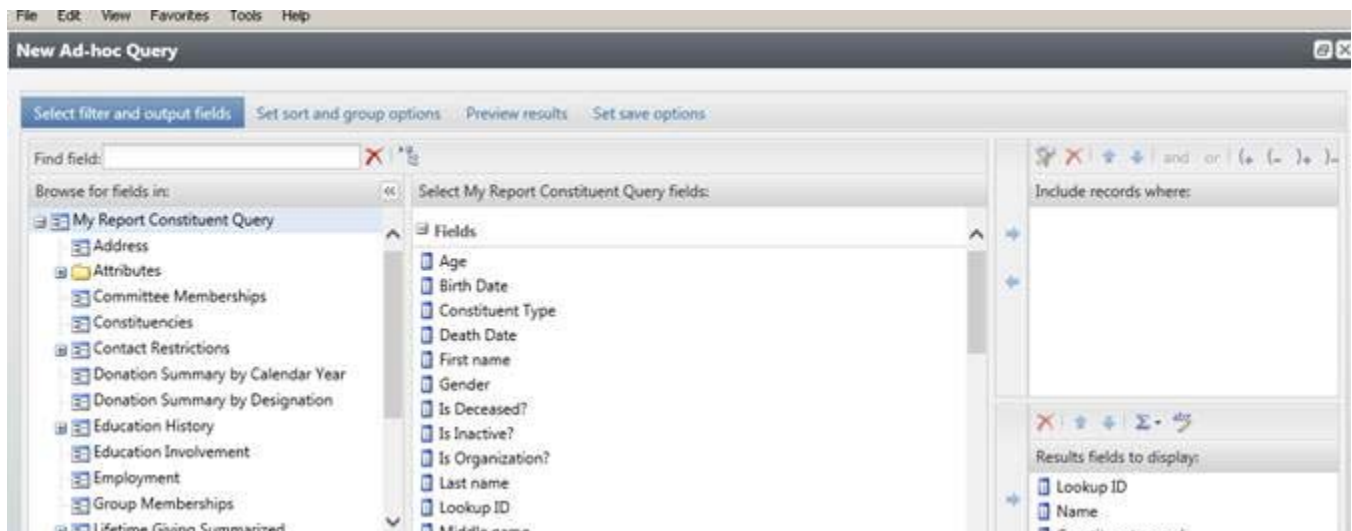 File Edit View Favorites Tools Help
New Ad-hoc Query
Select filter and output fields Set sort and group options Preview results Set save options
Find field:
and or (+ (- )+ )-
Browse for fields in:
Select My Report Constituent Query fields:
Include records where:
My Report Constituent Query
Address
Attributes
Committee Memberships
Constituencies
Contact Restrictions
Donation Summary by Calendar Year
Donation Summary by Designation
Education History
Education Involvement
Employment
Group Memberships
Lifetime Giving Summarized
Fields
Age
Birth Date
Constituent Type
Death Date
First name
Gender
Is Deceased?
Is Inactive?
Is Organization?
Last name
Lookup ID
Middle name
Results fields to display:
Lookup ID
Name